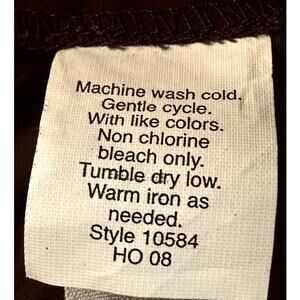 Machine wash cold.
Gentle cycle.
With like colors.
Non chlorine
bleach only.
Tumble dry low.
Warm iron as
needed.
Style 10584
HO 08